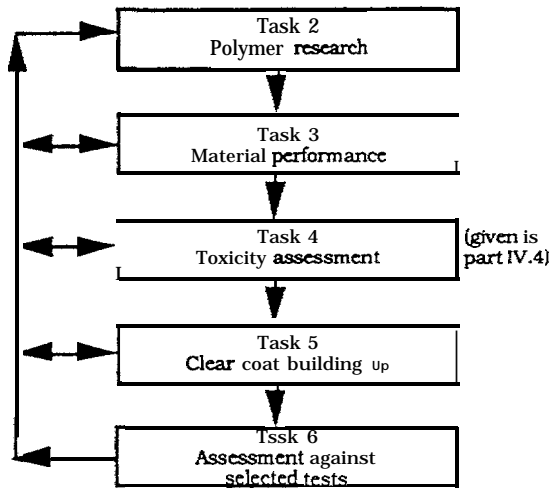 Task 2
Polymer research
Task 3
Material performance
Task 4
Toxicity assessment
(given is
part IV.4)
Task 5
Clear coat building Up
Tssk 6
Assessment against
selected tests